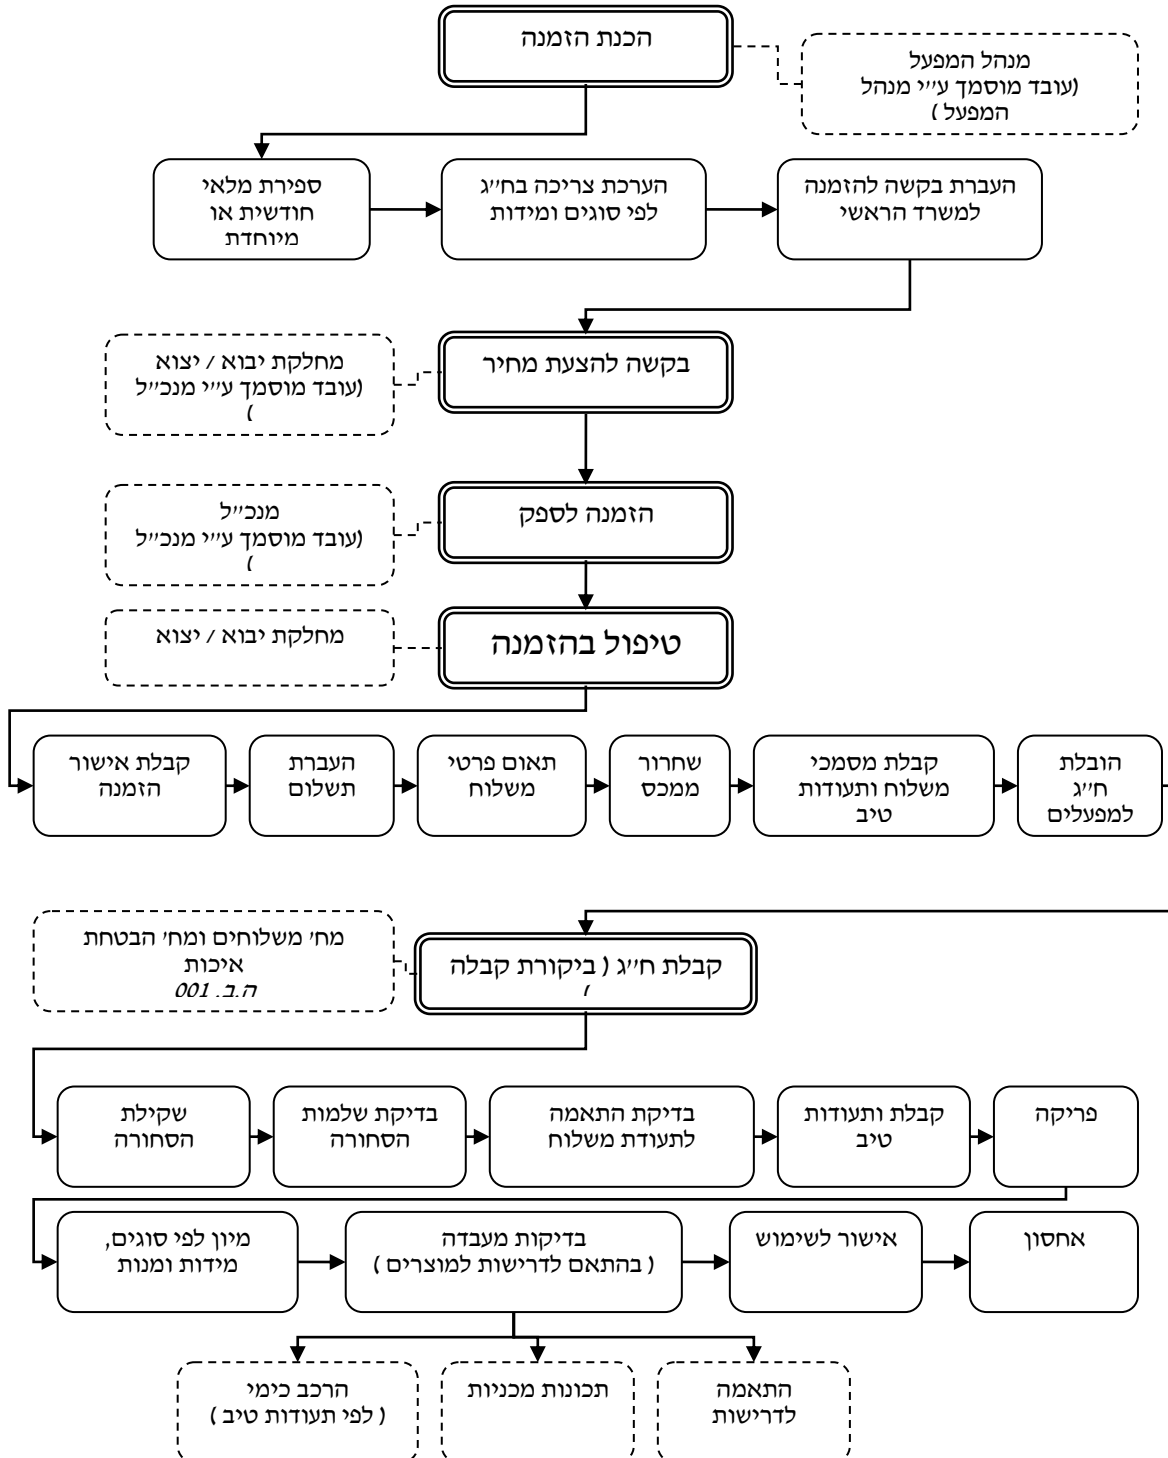 הכנת הזמנה
מנהל המפעל
(עובד מוסמך ע"י מנהל
המפעל )
ספירת מלאי
חודשית או
מיוחדת
הערכת צריכה בח"ג
לפי סוגים ומידות
העברת בקשה להזמנה
למשרד הראשי
בקשה להצעת מחיר
מחלקת יבוא / יצוא
(עובד מוסמך ע"י מנכ"ל
)
הזמנה לספק
מנכ"ל
(עובד מוסמך ע"י מנכ"ל
)
טיפול בהזמנה
מחלקת יבוא / יצוא
קבלת אישור
הזמנה
העברת
תשלום
תאום פרטי
משלוח
שחרור
ממכס
קבלת מסמכי
משלוח ותעודות
טיב
הובלת
ח"ג
למפעלים
מח' משלוחים ומח' הבטחת
איכות
ה.ב. 001
קבלת ח"ג ( ביקורת קבלה
)
שקילת
הסחורה
בדיקת שלמות
הסחורה
בדיקת התאמה
לתעודת משלוח
קבלת ותעודות
טיב
פריקה
מיון לפי סוגים,
מידות ומנות
בדיקות מעבדה
( בהתאם לדרישות למוצרים )
אישור לשימוש
אחסון
הרכב כימי
( לפי תעודות טיב )
תכונות מכניות
התאמה
לדרישות